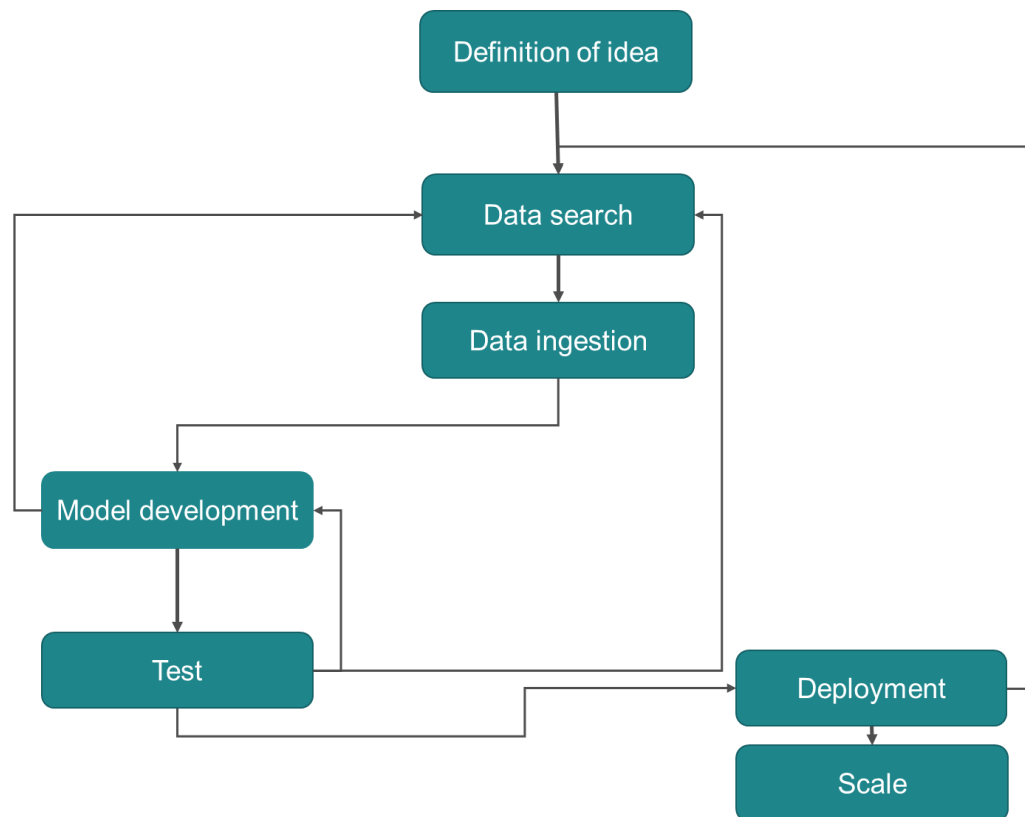 Definition of idea
Data search
Data ingestion
Model development
Test
Deployment
Scale